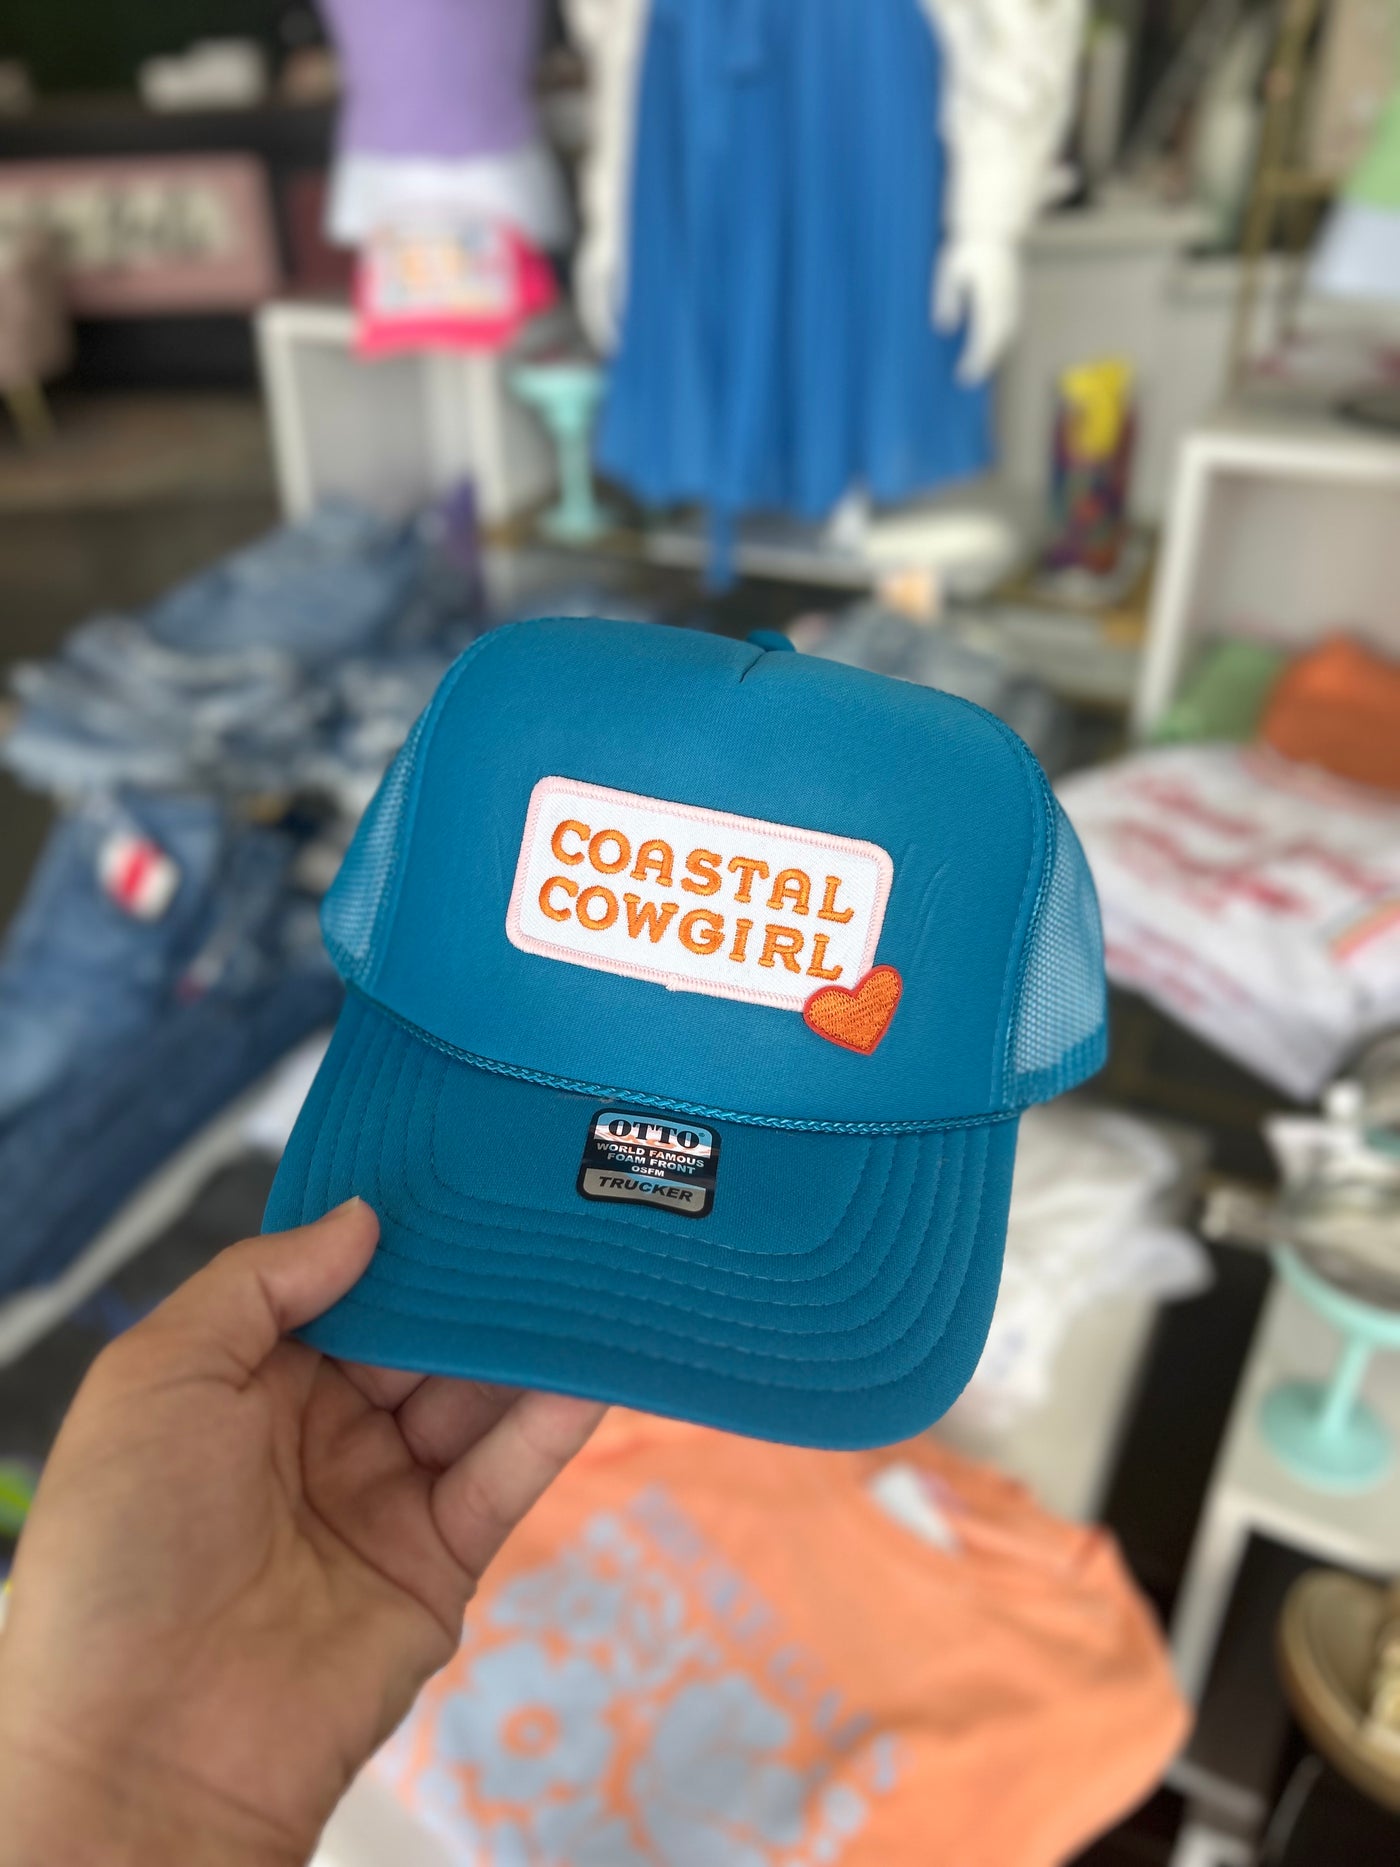 COASTAL
COWGIRL
OTTO®
WORLD FAMOUS
FOAM FRONT
OSFM
TRUCKER